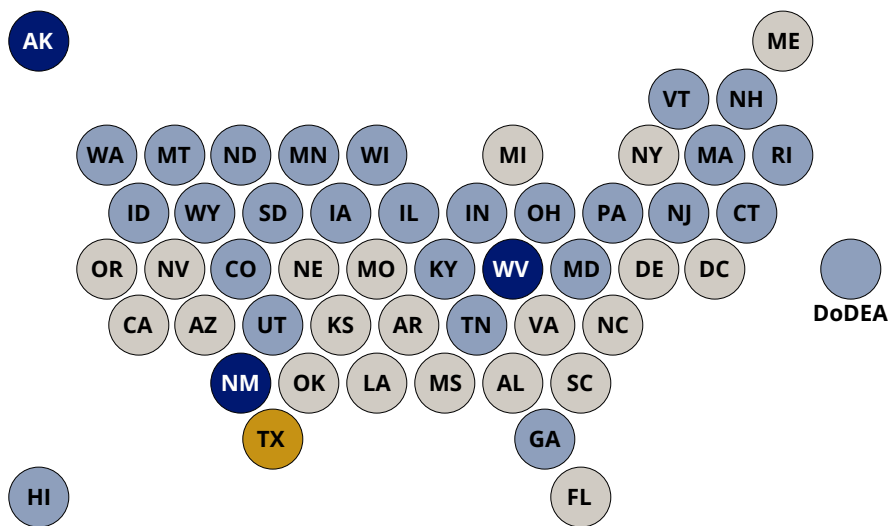 AK ME
VT NH
WA MT ND MN WI MI NY MA RI
ID WY SD IA IL IN OH PA NJ CT
OR NV CO NE MO KY WV MD DE DC
DoDEA
CA AZ UT KS AR TN VA NC
NM OK LA MS AL SC
TX GA
HI FL